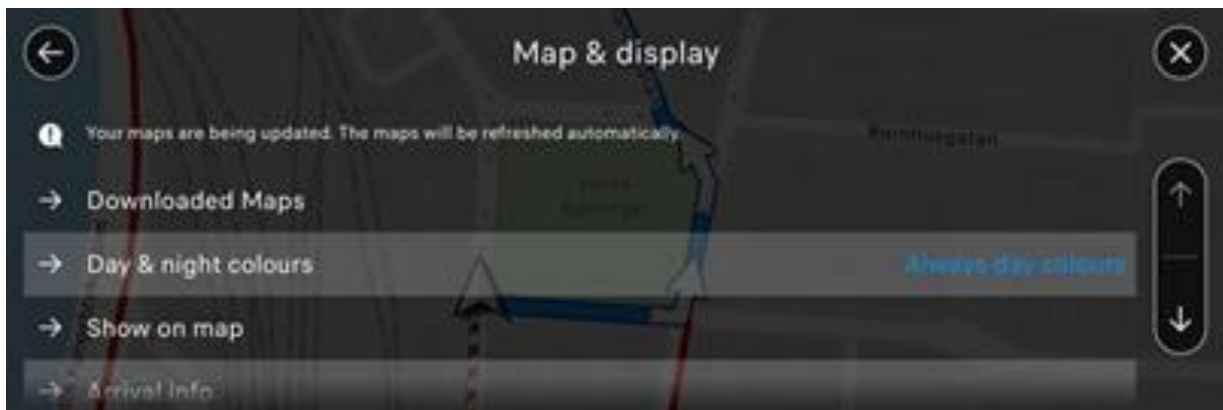 Map & display
Your maps are being updated. The maps will be refreshed automatically.
Downloaded Maps
Day & night colours
Always day colours
Show on map
Arrival info